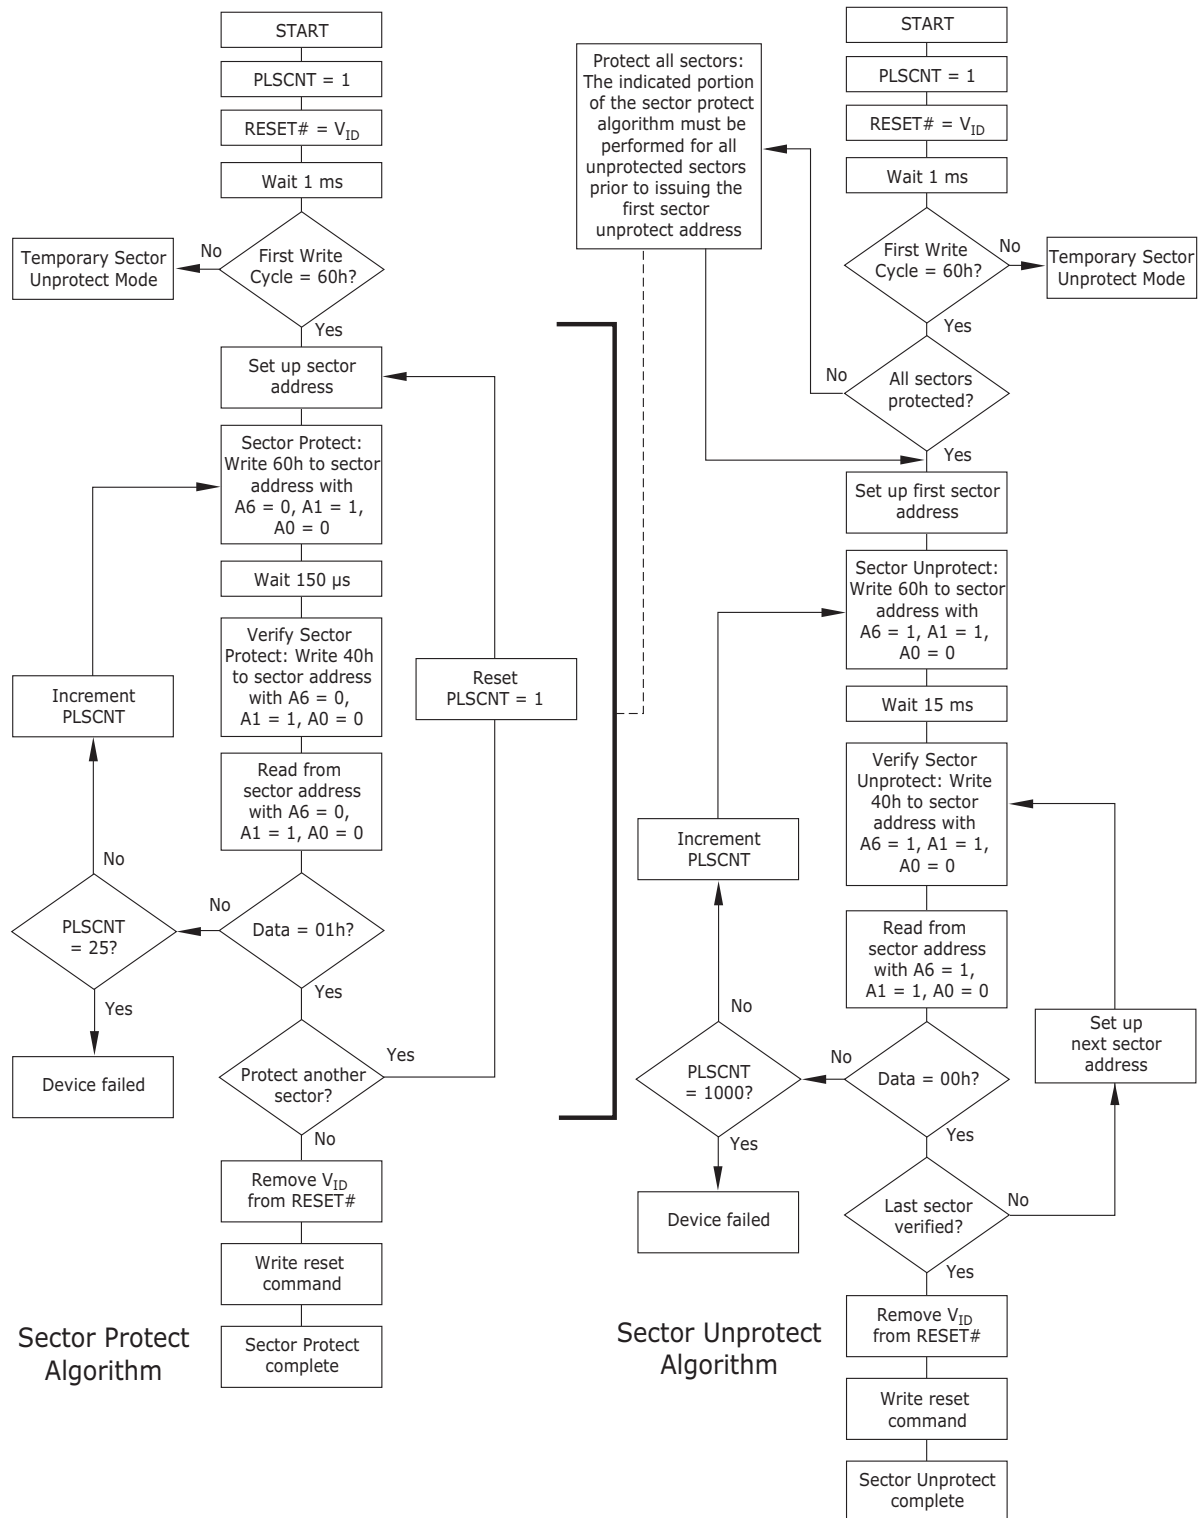 START
PLSCNT = 1
RESET# = VID
Wait 1 ms
First Write
Cycle = 60h?
No
Temporary Sector
Unprotect Mode
Yes
Set up sector
address
Sector Protect:
Write 60h to sector
address with
A6 = 0, A1 = 1,
A0 = 0
Wait 150 µs
Verify Sector
Protect: Write 40h
to sector address
with A6 = 0,
A1 = 1, A0 = 0
Increment
PLSCNT
Reset
PLSCNT = 1
Read from
sector address
with A6 = 0,
A1 = 1, A0 = 0
No
PLSCNT
= 25?
No
Data = 01h?
Yes
Yes
Device failed
Protect another
sector?
Yes
No
Remove VID
from RESET#
Write reset
command
Sector Protect
complete
Sector Protect
Algorithm
Protect all sectors:
The indicated portion
of the sector protect
algorithm must be
performed for all
unprotected sectors
prior to issuing the
first sector
unprotect address
START
PLSCNT = 1
RESET# = VID
Wait 1 ms
First Write
Cycle = 60h?
No
Temporary Sector
Unprotect Mode
Yes
No
All sectors
protected?
Yes
Set up first sector
address
Sector Unprotect:
Write 60h to sector
address with
A6 = 1, A1 = 1,
A0 = 0
Wait 15 ms
Verify Sector
Unprotect: Write
40h to sector
address with
A6 = 1, A1 = 1,
A0 = 0
Increment
PLSCNT
Read from
sector address
with A6 = 1,
A1 = 1, A0 = 0
No
PLSCNT
= 1000?
No
Data = 00h?
Set up
next sector
address
Yes
Yes
Device failed
Last sector
verified?
No
Yes
Remove VID
from RESET#
Write reset
command
Sector Unprotect
complete
Sector Unprotect
Algorithm